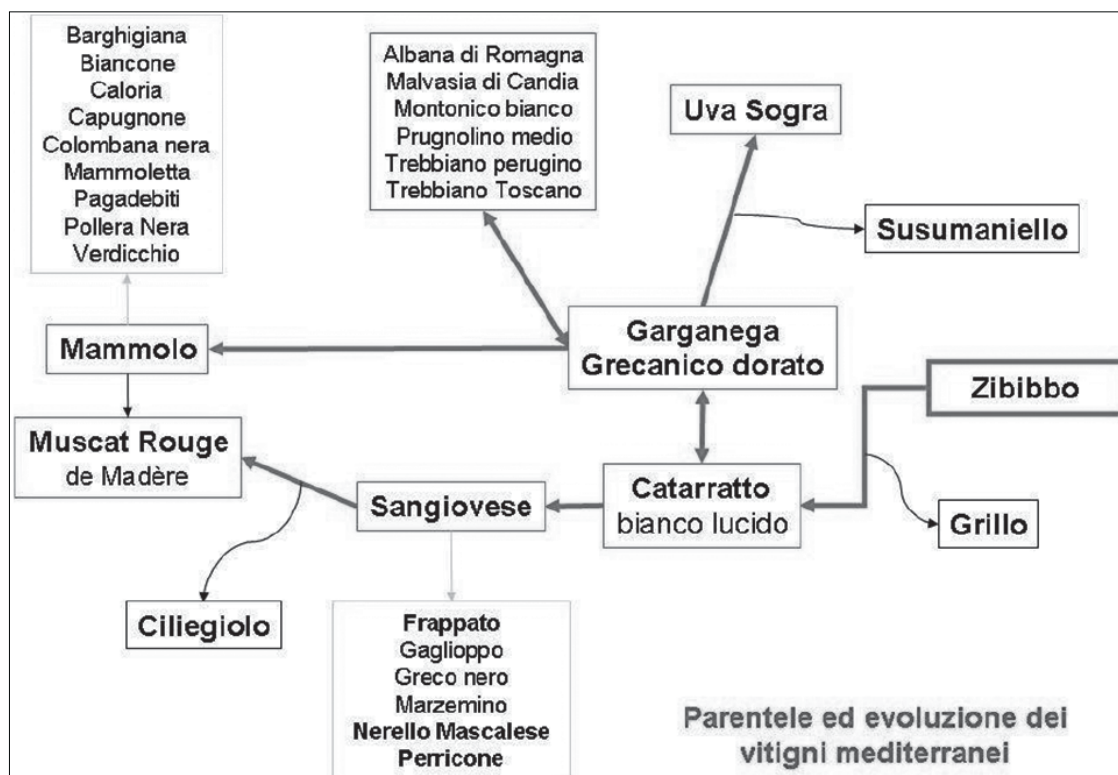 Barghigiana
Biancone
Caloria
Capugnone
Colombana nera
Mammoletta
Pagadebiti
Pollera Nera
Verdicchio
Albana di Romagna
Malvasia di Candia
Montonico bianco
Prugnolino medio
Trebbiano perugino
Trebbiano Toscano
Uva Sogra
Susumaniello
Garganega
Grecanico dorato
Mammolo
Zibibbo
Muscat Rouge
de Madère
Sangiovese
Catarratto
bianco lucido
Grillo
Ciliegiolo
Frappato
Gaglioppo
Greco nero
Marzemino
Nerello Mascalese
Perricone
Parentele ed evoluzione dei
vitigni mediterranei